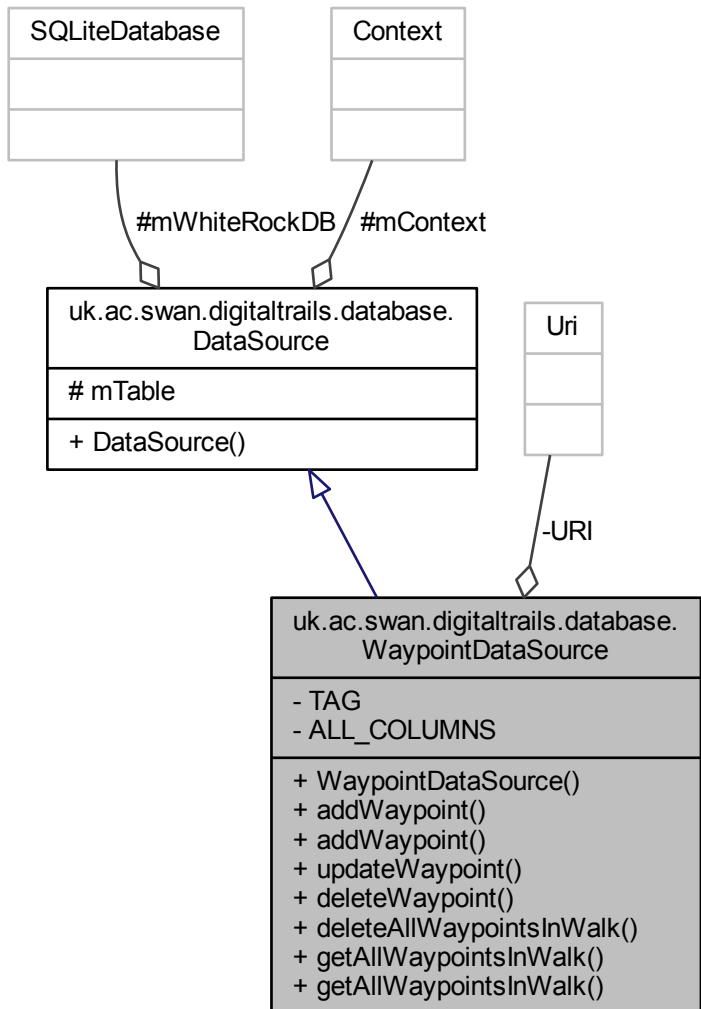 SQLiteDatabase
Context
#mWhiteRockDB
#mContext
uk.ac.swan.digitaltrails.database.
DataSource
# mTable
+ DataSource()
Uri
-URI
uk.ac.swan.digitaltrails.database.
WaypointDataSource
- TAG
- ALL_COLUMNS
+ WaypointDataSource()
+ addWaypoint()
+ addWaypoint()
+ updateWaypoint()
+ deleteWaypoint()
+ deleteAllWaypointsInWalk()
+ getAllWaypointsInWalk()
+ getAllWaypointsInWalk()